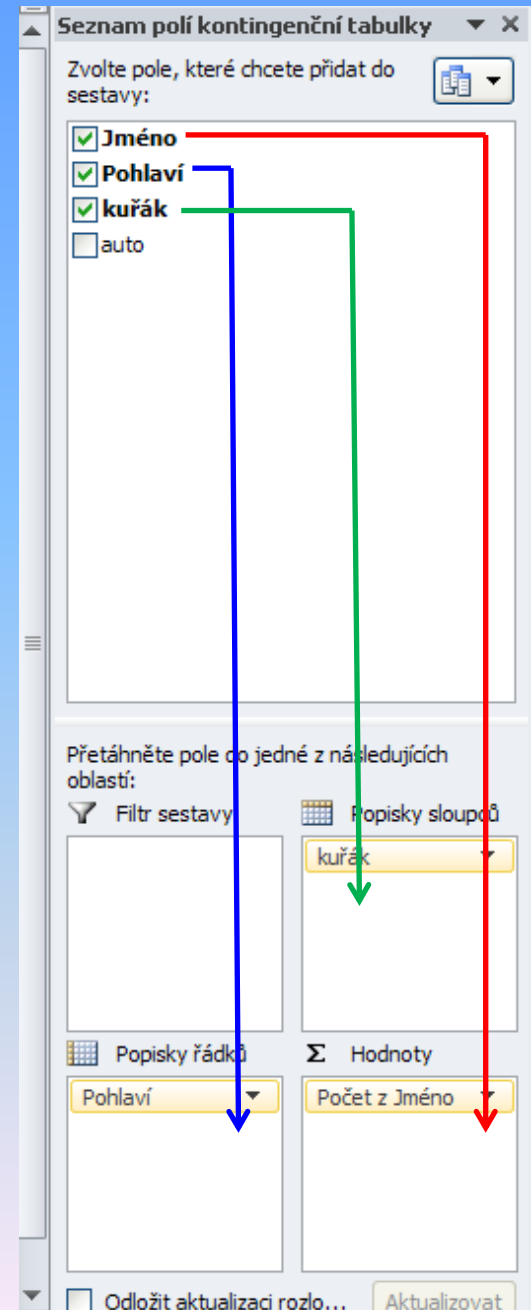 Seznam polí kontingenční tabulky
Zvolte pole, které chcete přidat do
sestavy:
Jméno
Pohlaví
kuřák
auto
Přetáhněte pole do jedné z následujících
oblastí:
Filtr sestavy
Popisky sloupců
kuřák
Popisky řádků
Σ Hodnoty
Pohlaví
Počet z Jméno
Odložit aktualizaci rozlo...
Aktualizovat